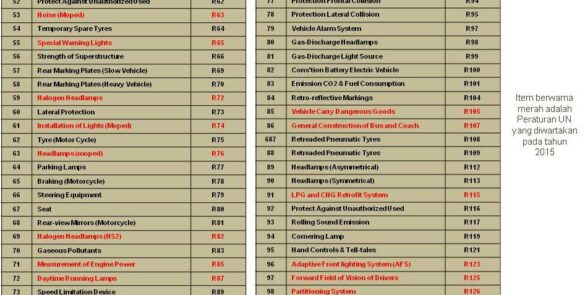 52 Protect Against Unauthorized Used R62
53 Noise (Moped) R63
54 Temporary Spare Tyres R64
55 Special Warning Lights R65
56 Strength of Superstructure R66
57 Rear Marking Plates (Slow Vehicle) R69
58 Rear Marking Plates (Heavy Vehicle) R70
59 Halogen Headlamps R72
60 Lateral Protection R73
61 Installation of Lights (Moped) R74
62 Tyre (Motor Cycle) R75
63 Headlamps (moped) R76
64 Parking Lamps R77
65 Braking (Motorcycle) R78
66 Steering Equipment R79
67 Seat R80
68 Rear-view Mirrors (Motorcycle) R81
69 Halogen Headlamps (HS2) R82
70 Gaseous Pollutants R83
71 Measurement of Engine Power R85
72 Daytime Running Lamps R87
73 Speed Limitation Device R89
77 Protection Frontal Collision R94
78 Protection Lateral Collision R95
79 Vehicle Alarm System R97
80 Gas-Discharge Headlamps R98
81 Gas-Discharge Light Source R99
82 Cons'tion Battery Electric Vehicle R100
83 Emission CO2 & Fuel Consumption R101
84 Retro-reflective Markings R104
85 Vehicle Carry Dangerous Goods R105
86 General Construction of Bus and Coach R107
687 Retreaded Pneumatic Tyres R108
88 Retreaded Pneumatic Tyres R109
89 Headlamps (Asymmetrical) R112
90 Headlamps (Symmetrical) R113
91 LPG and CNG Retrofit System R115
92 Protect Against Unauthorized Used R116
93 Rolling Sound Emission R117
94 Cornering Lamp R119
95 Hand Controls & Tell-tales R121
96 Adaptive Front lighting System (AFS) R123
97 Forward Field of Vision of Drivers R125
98 Partitioning System R126
Item berwarna
merah adalah
Peraturan UN
yang diwartakan
pada tahun
2015